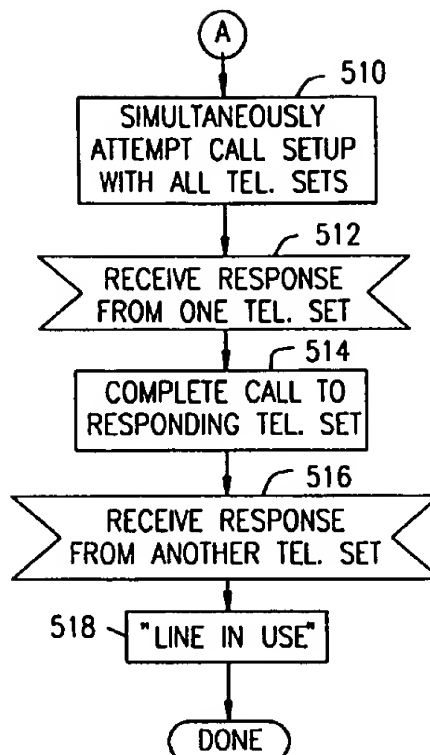 A
510
SIMULTANEOUSLY
ATTEMPT CALL SETUP
WITH ALL TEL. SETS
512
RECEIVE RESPONSE
FROM ONE TEL. SET
514
COMPLETE CALL TO
RESPONDING TEL. SET
516
RECEIVE RESPONSE
FROM ANOTHER TEL. SET
518
"LINE IN USE"
DONE